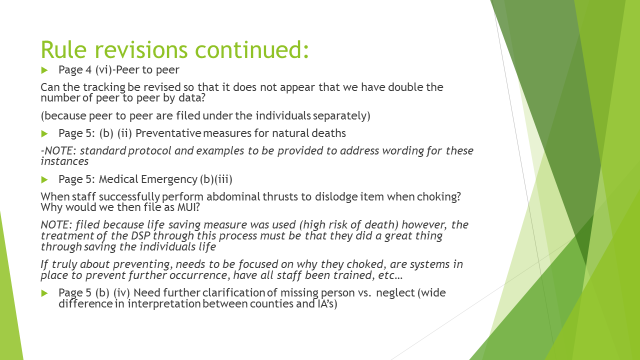 Rule revisions continued:
Page 4 (vi)-Peer to peer
Can the tracking be revised so that it does not appear that we have double the
number of peer to peer by data?
(because peer to peer are filed under the individuals separately)
Page 5: (b) (ii) Preventative measures for natural deaths
-NOTE: standard protocol and examples to be provided to address wording for these
instances
Page 5: Medical Emergency (b)(iii)
When staff successfully perform abdominal thrusts to dislodge item when choking?
Why would we then file as MUI?
NOTE: filed because life saving measure was used (high risk of death) however, the
treatment of the DSP through this process must be that they did a great thing
through saving the individuals life
If truly about preventing, needs to be focused on why they choked, are systems in
place to prevent further occurrence, have all staff been trained, etc…
Page 5 (b) (iv) Need further clarification of missing person vs. neglect (wide
difference in interpretation between counties and IA's)